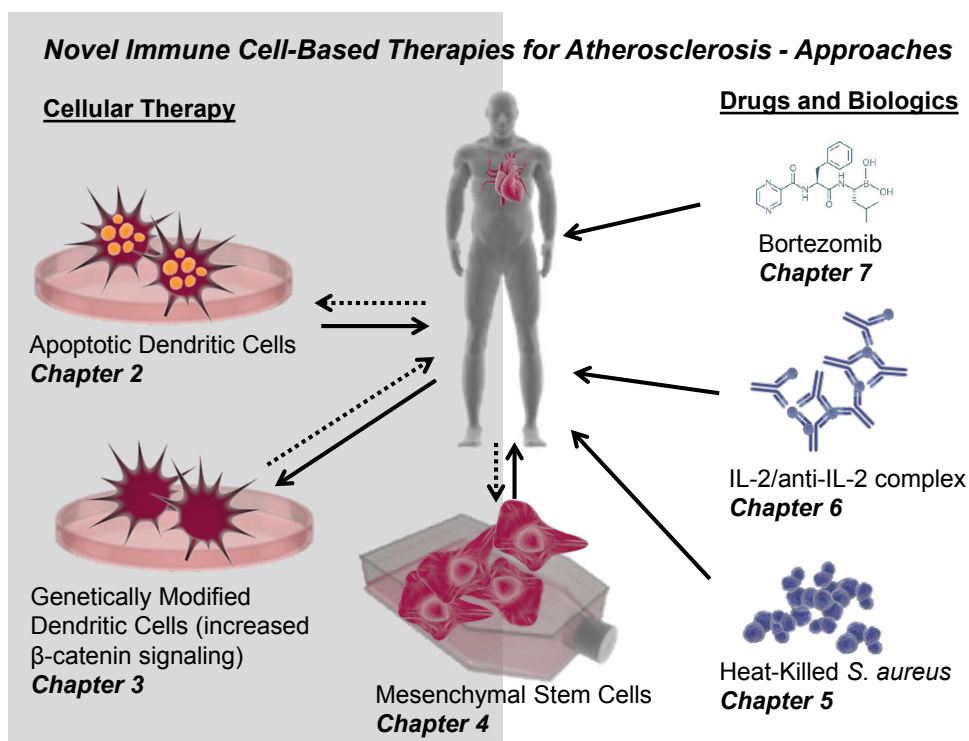 Novel Immune Cell-Based Therapies for Atherosclerosis - Approaches
Cellular Therapy
Apoptotic Dendritic Cells
Chapter 2
Genetically Modified
Dendritic Cells (increased
β-catenin signaling)
Chapter 3
Mesenchymal Stem Cells
Chapter 4
Drugs and Biologics
N
N
O
N
H
O
H
N
B
OH
OH
Bortezomib
Chapter 7
IL-2/anti-IL-2 complex
Chapter 6
Heat-Killed S. aureus
Chapter 5